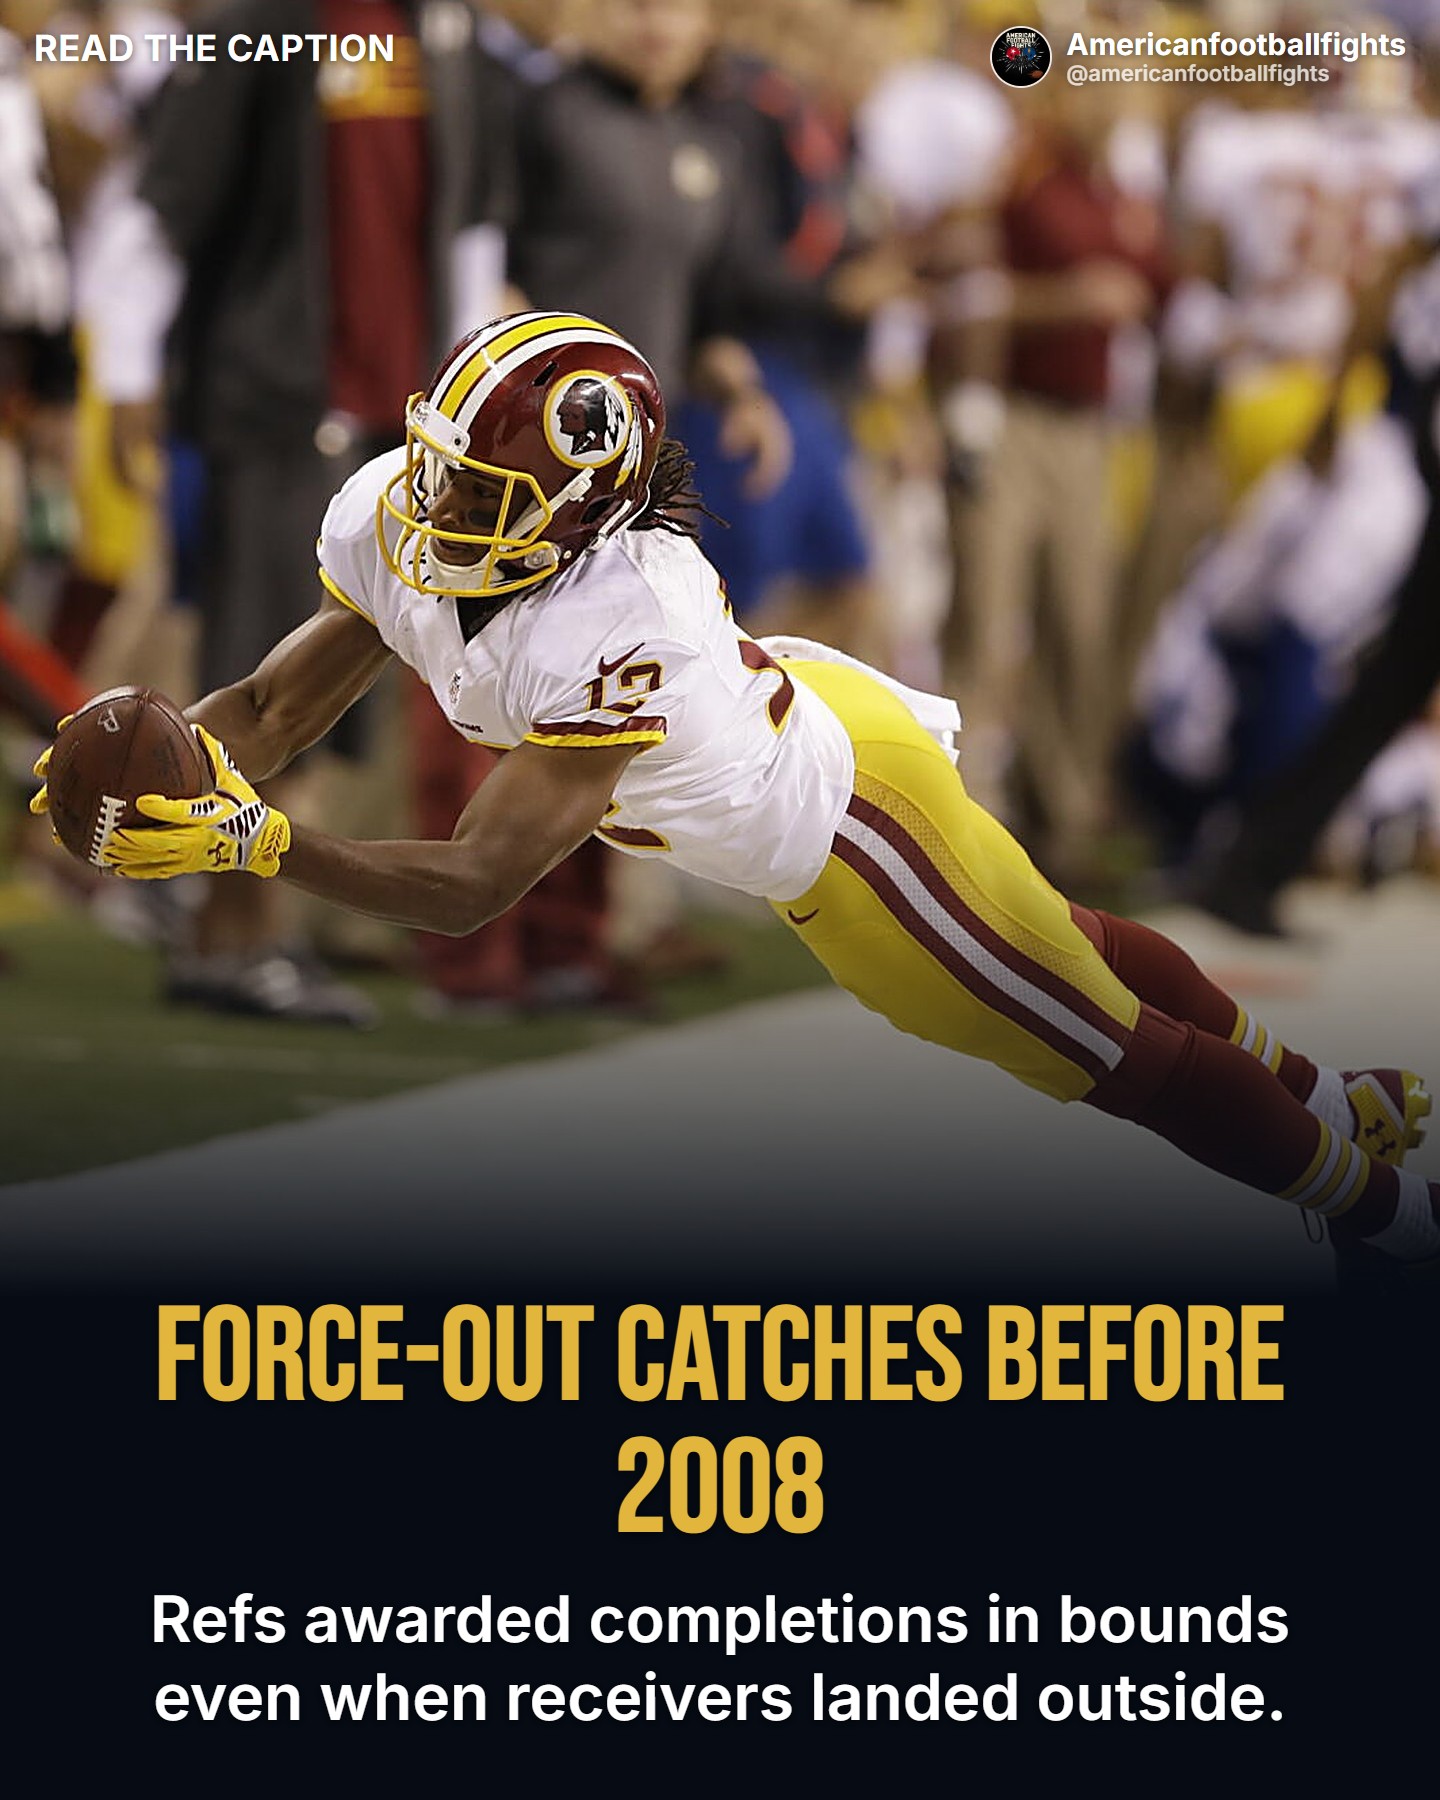 READ THE CAPTION
Americanfootballfights
@americanfootballfights
12
FORCE-OUT CATCHES BEFORE
2008
Refs awarded completions in bounds
even when receivers landed outside.